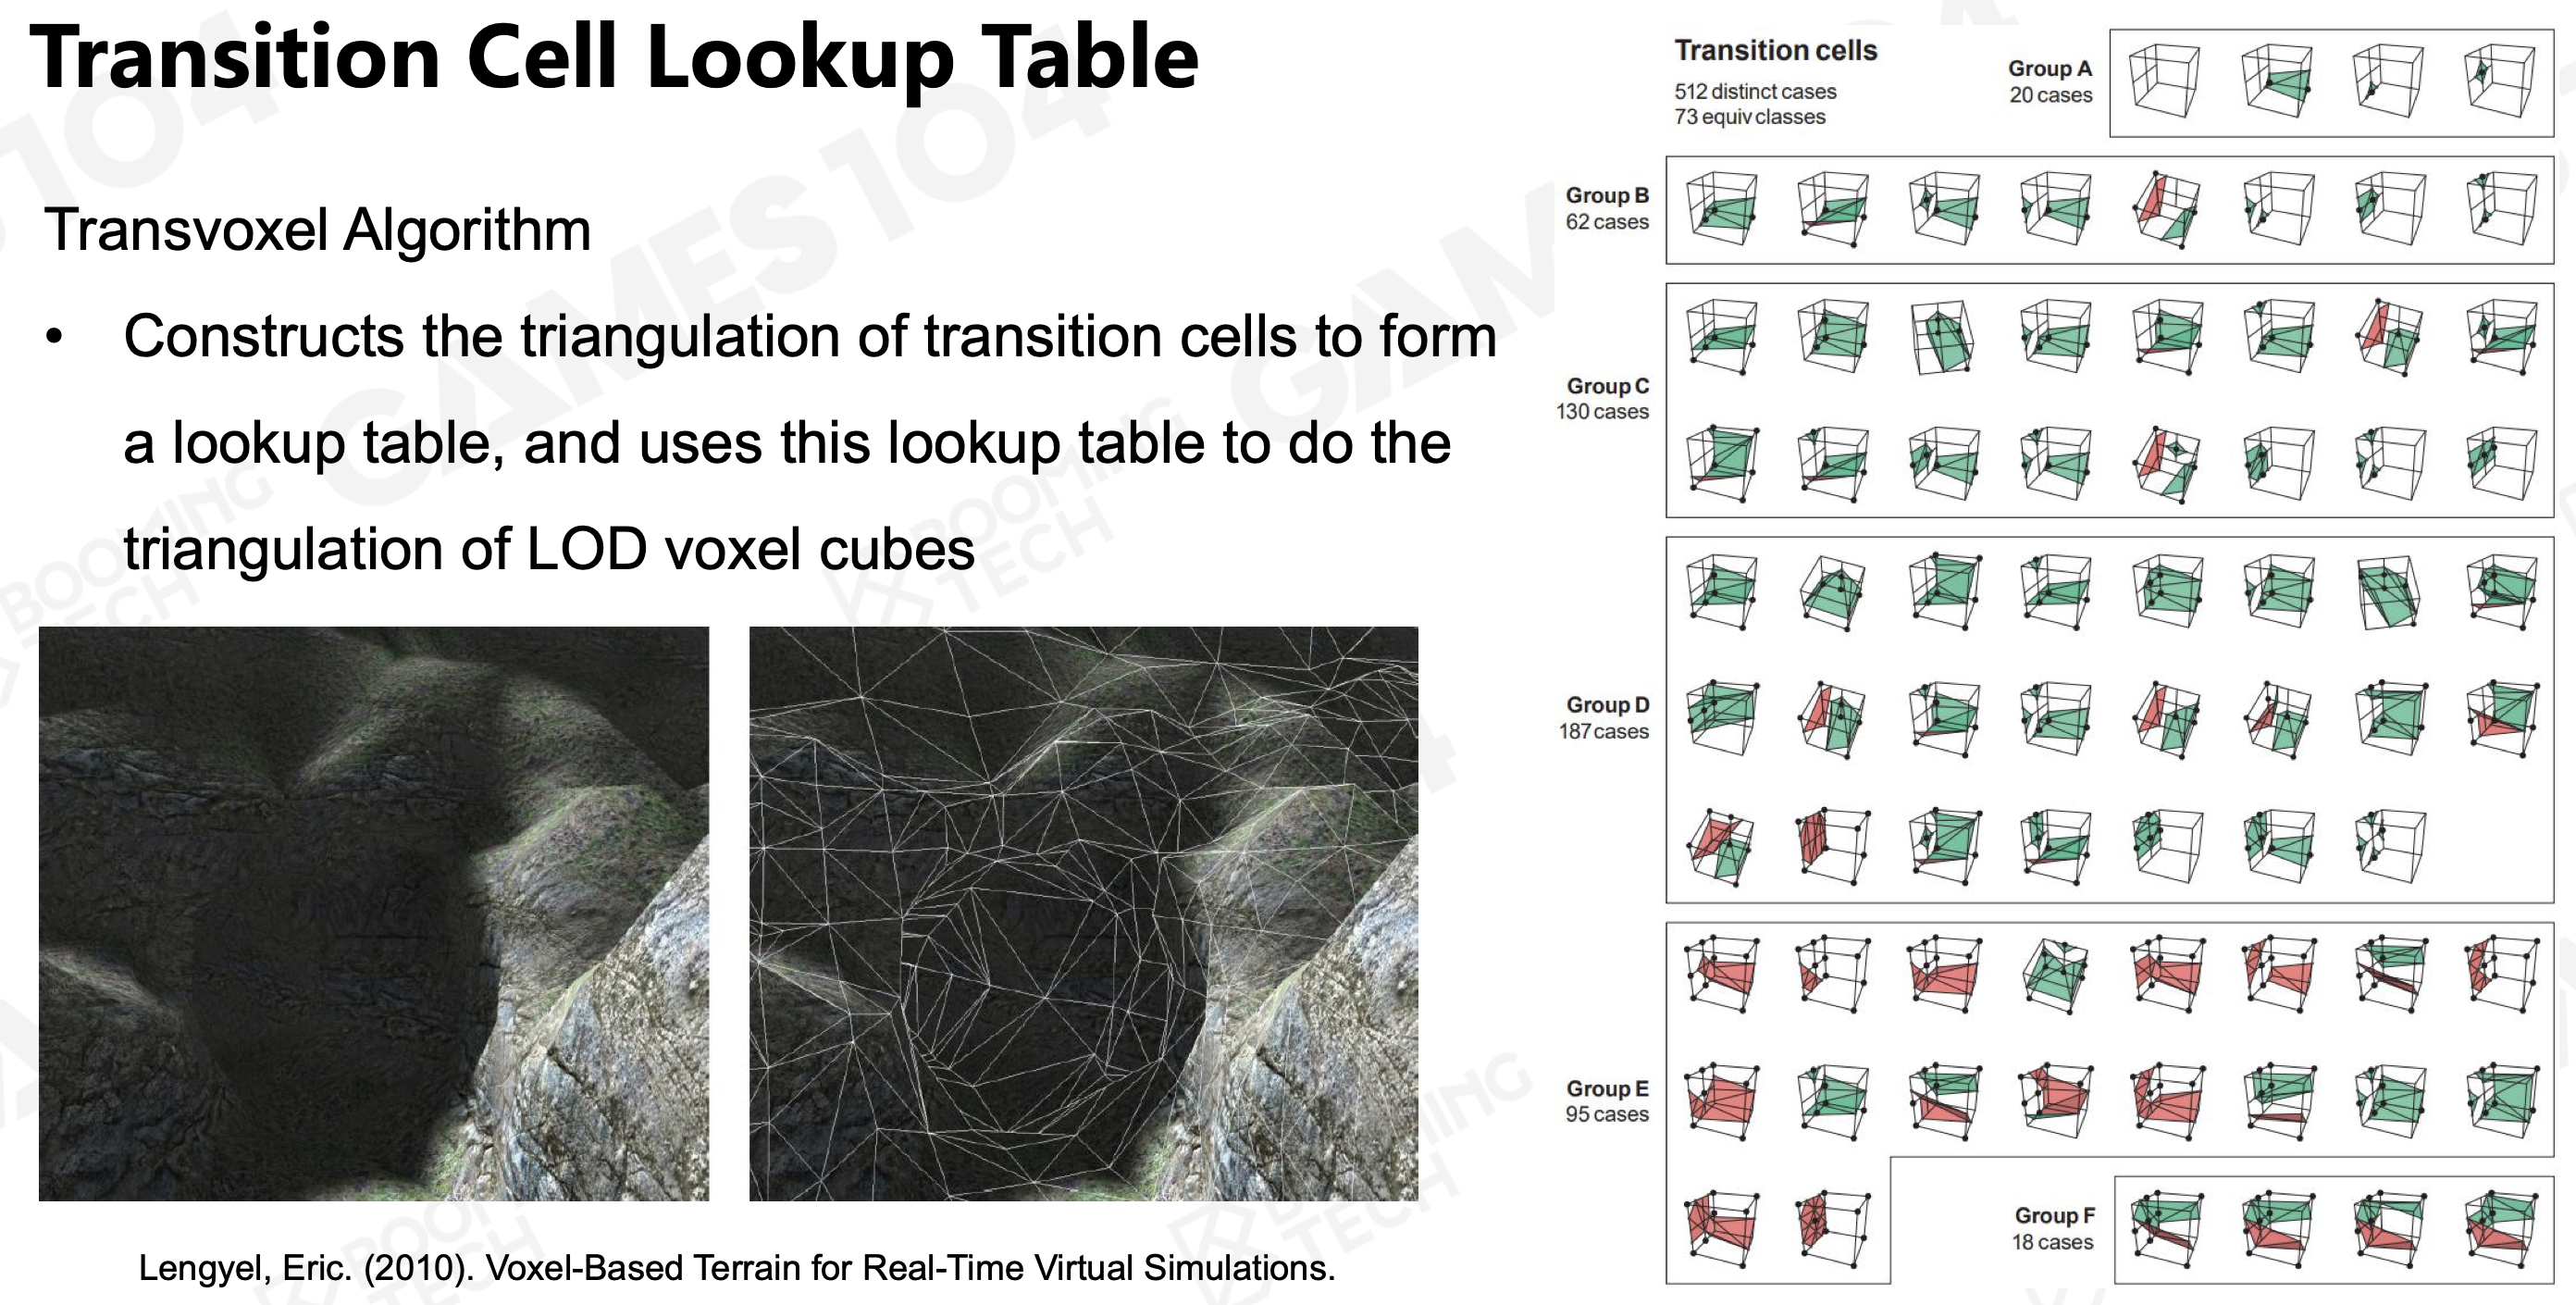 Transition Cell Lookup Table
Transvoxel Algorithm
• Constructs the triangulation of transition cells to form
a lookup table, and uses this lookup table to do the
triangulation of LOD voxel cubes
Lengyel, Eric. (2010). Voxel-Based Terrain for Real-Time Virtual Simulations.
Transition cells
512 distinct cases
73 equiv classes
Group A
20 cases
Group B
62 cases
Group C
130 cases
Group D
187 cases
Group E
95 cases
Group F
18 cases
GAMES104
BOOMING
TECH